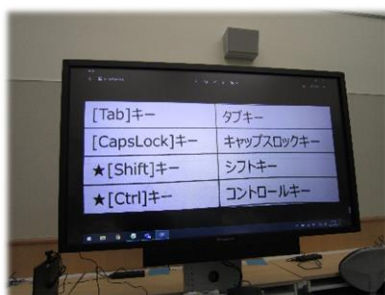 [Tab]キー タブキー
[CapsLock]キー キャップスロックキー
★[Shift]キー シフトキー
★[Ctrl]キー コントロールキー